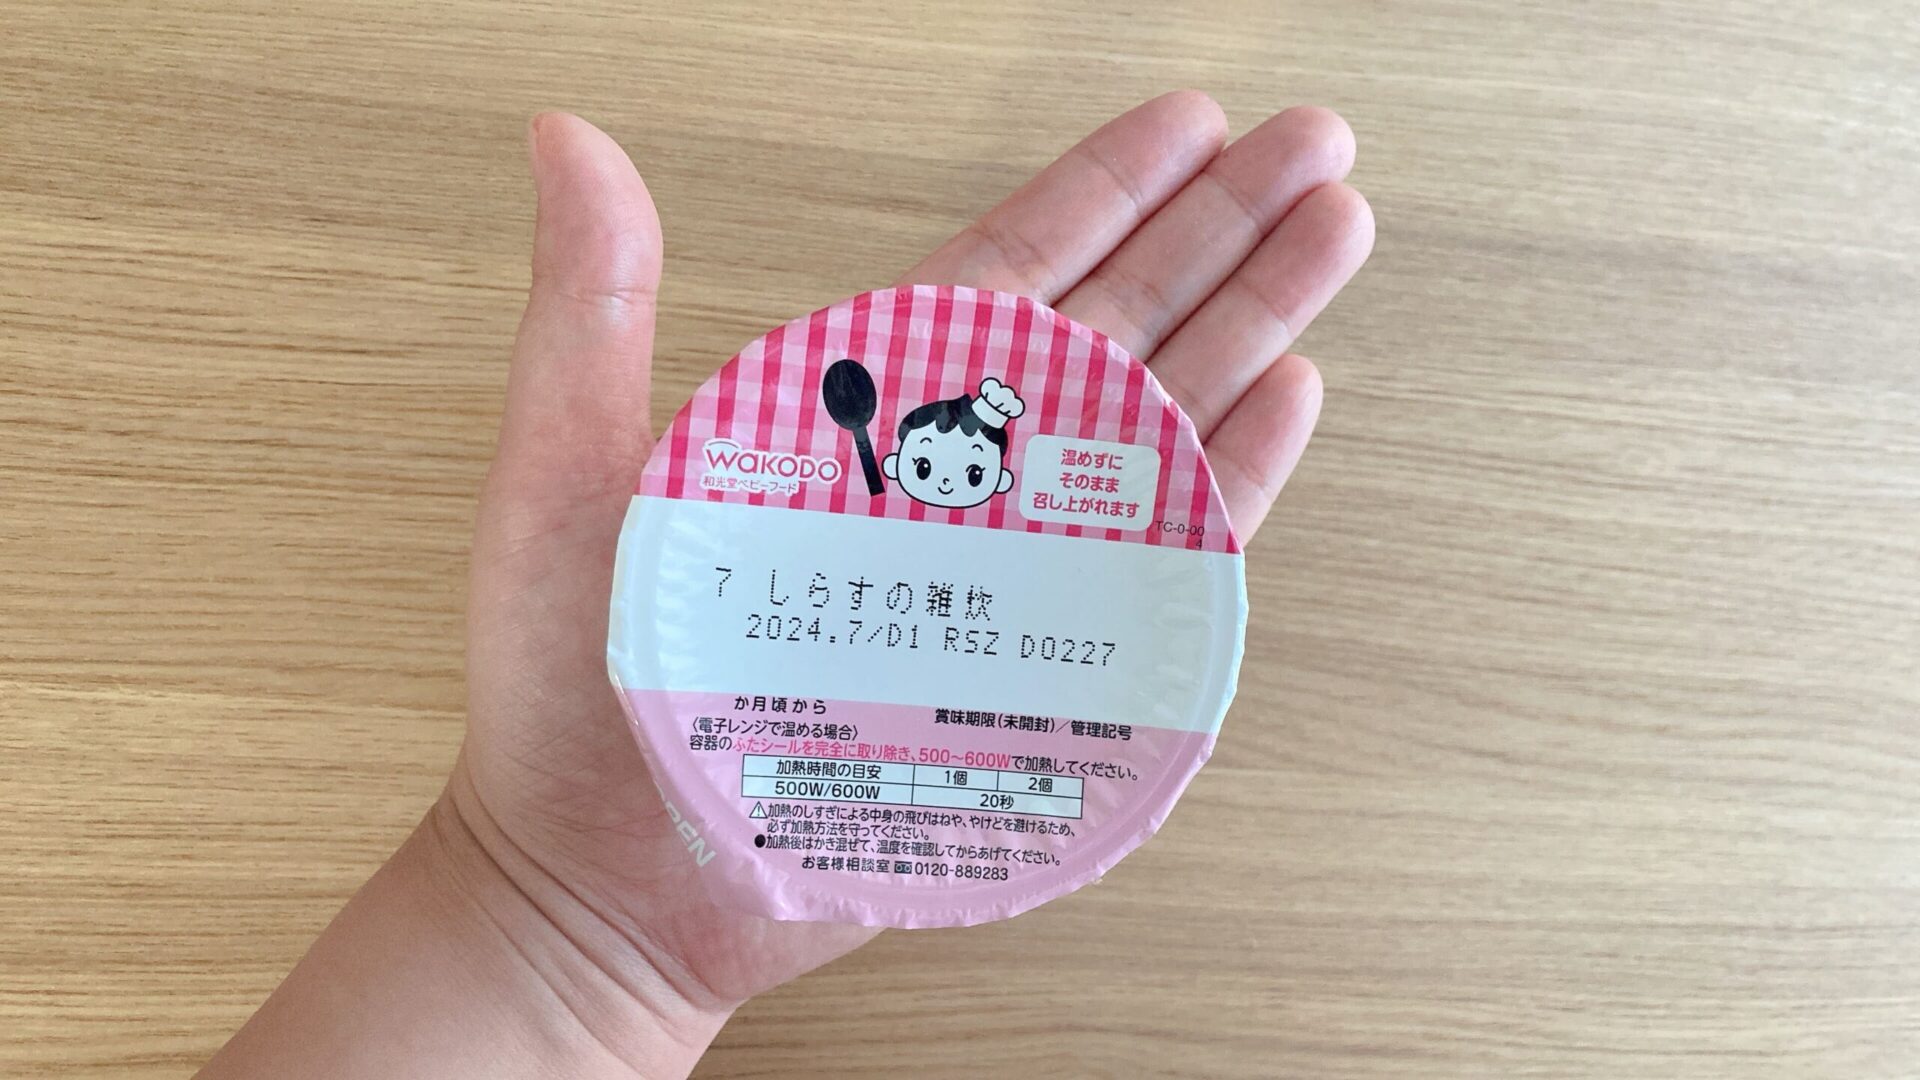 WAKODO
和光堂ベビーフード
温めずに
そのまま
召し上がれます
TC-0-00
4
7 しらすの雑炊
2024.7/D1 RSZ D0227
か月頃から
賞味期限(未開封)/管理記号
〈電子レンジで温める場合〉
容器のふたシールを完全に取り除き、500~600Wで加熱してください。
加熱時間の目安 1個 2個
500W/600W 20秒
⚠加熱のしすぎによる中身の飛びはねや、やけどを避けるため、
必ず加熱方法を守ってください。
●加熱後はかき混ぜて、温度を確認してからあげてください。
お客様相談室 0120-889283
OPEN